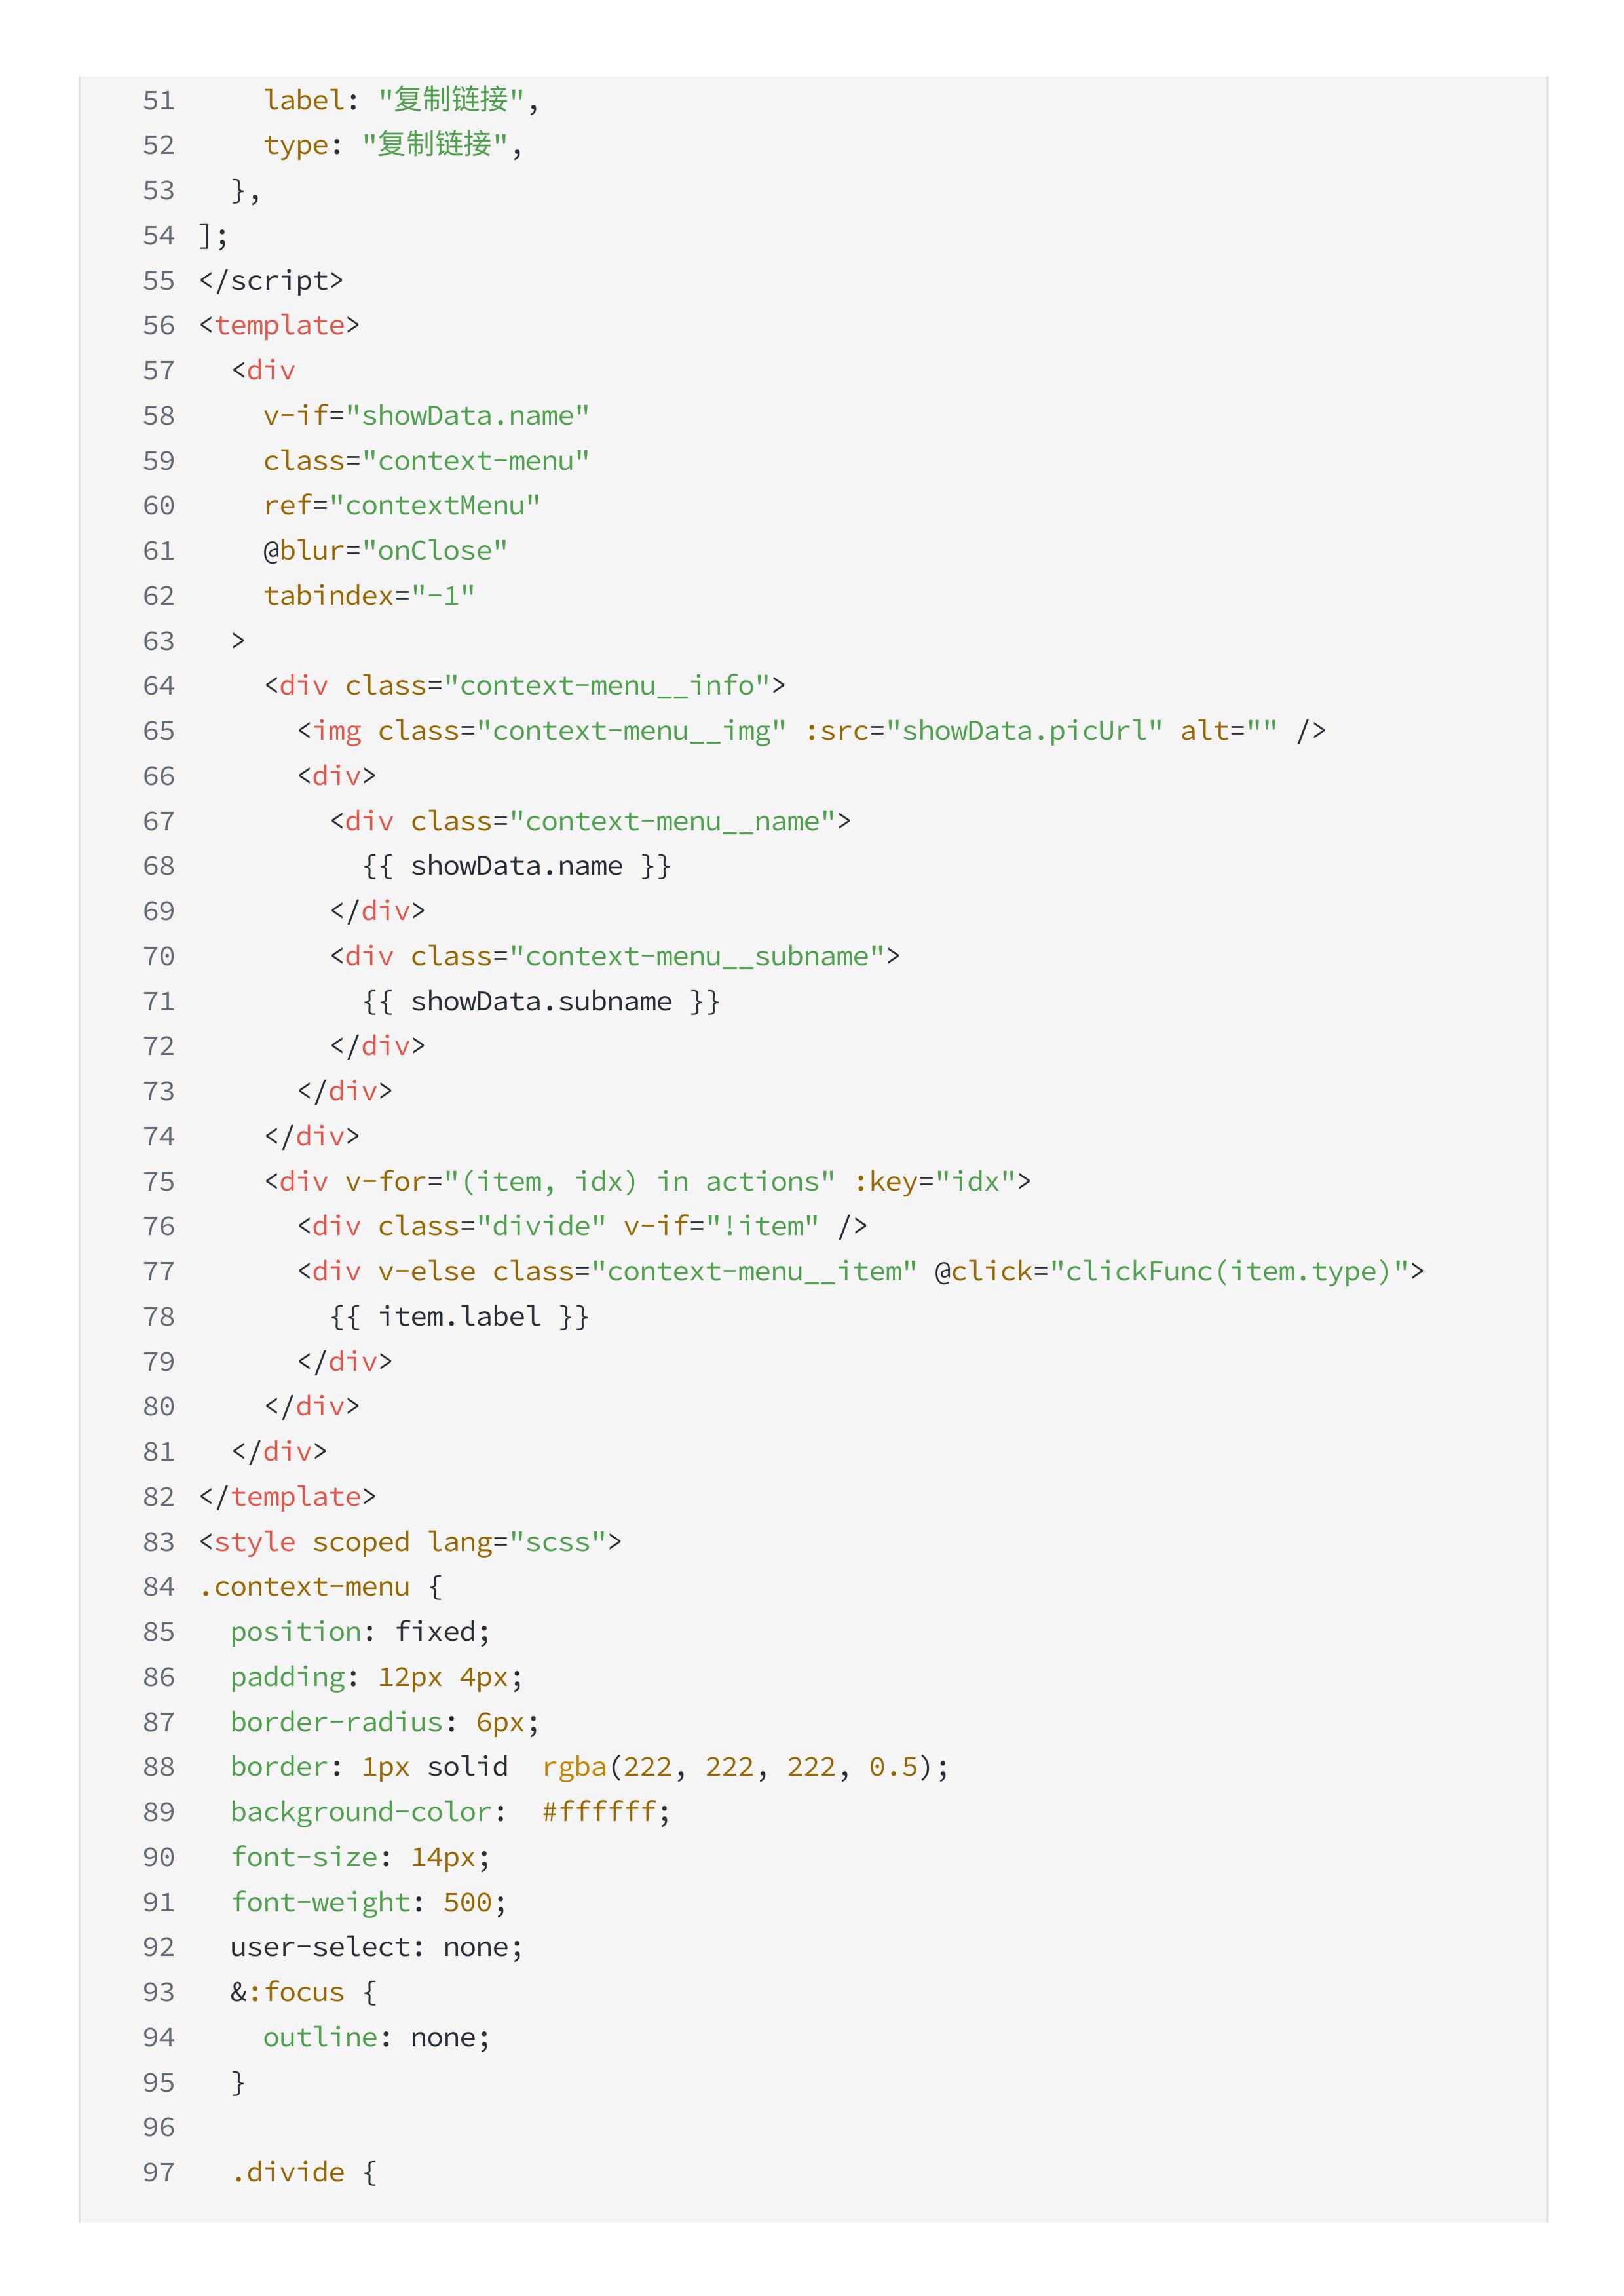 51     label: "复制链接",
52     type: "复制链接",
53   },
54 ];
55 </script>
56 <template>
57   <div
58     v-if="showData.name"
59     class="context-menu"
60     ref="contextMenu"
61     @blur="onClose"
62     tabindex="-1"
63   >
64     <div class="context-menu__info">
65       <img class="context-menu__img" :src="showData.picUrl" alt="" />
66       <div>
67         <div class="context-menu__name">
68           {{ showData.name }}
69         </div>
70         <div class="context-menu__subname">
71           {{ showData.subname }}
72         </div>
73       </div>
74     </div>
75     <div v-for="(item, idx) in actions" :key="idx">
76       <div class="divide" v-if="!item" />
77       <div v-else class="context-menu__item" @click="clickFunc(item.type)">
78         {{ item.label }}
79       </div>
80     </div>
81   </div>
82 </template>
83 <style scoped lang="scss">
84 .context-menu {
85   position: fixed;
86   padding: 12px 4px;
87   border-radius: 6px;
88   border: 1px solid  rgba(222, 222, 222, 0.5);
89   background-color:  #ffffff;
90   font-size: 14px;
91   font-weight: 500;
92   user-select: none;
93   &:focus {
94     outline: none;
95   }
96
97   .divide {